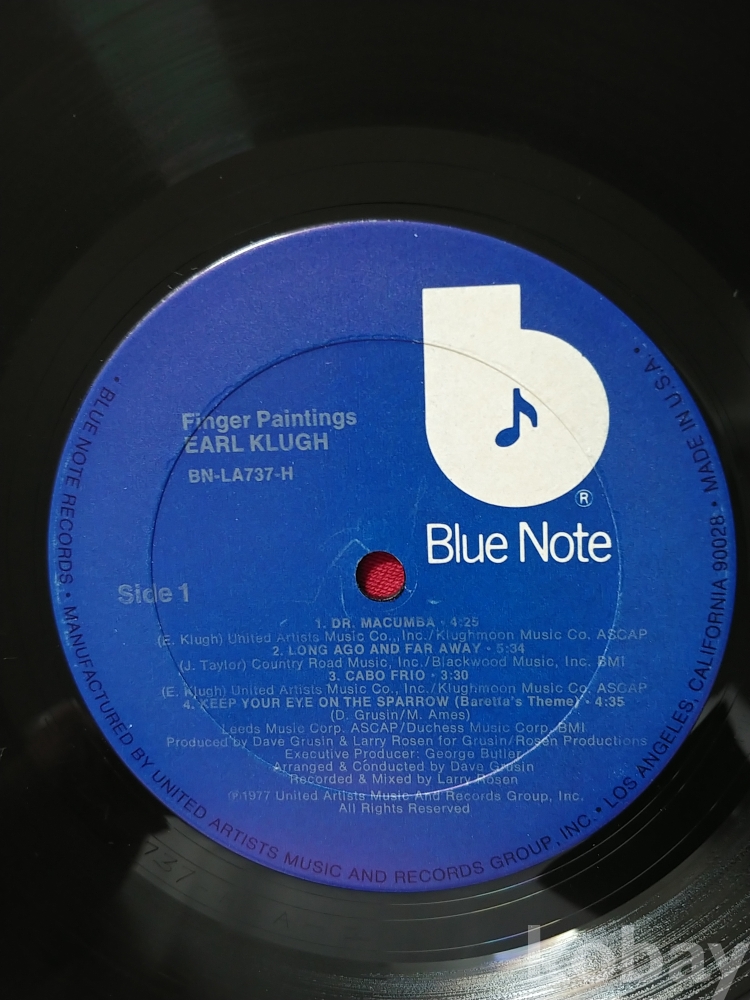 Finger Paintings
EARL KLUGH
BN-LA737-H
®
Blue Note
Side 1
1. DR. MACUMBA • 4:25
(E. Klugh) United Artists Music Co., Inc./Klughmoon Music Co. ASCAP
2. LONG AGO AND FAR AWAY • 5:34
(J. Taylor) Country Road Music, Inc./Blackwood Music, Inc. BMI
3. CABO FRIO • 3:30
(E. Klugh) United Artists Music Co., Inc./Klughmoon Music Co. ASCAP
4. KEEP YOUR EYE ON THE SPARROW (Baretta's Theme) • 4:35
(D. Grusin/M. Ames)
Leeds Music Corp. ASCAP/Duchess Music Corp. BMI
Produced by Dave Grusin & Larry Rosen for Grusin/Rosen Productions
Executive Producer: George Butler
Arranged & Conducted by Dave Grusin
Recorded & Mixed by Larry Rosen
℗1977 United Artists Music And Records Group, Inc.
All Rights Reserved
• BLUE NOTE RECORDS • MANUFACTURED BY UNITED ARTISTS MUSIC AND RECORDS GROUP, INC. • LOS ANGELES, CALIFORNIA 90028 • MADE IN U.S.A. •
737
kobay